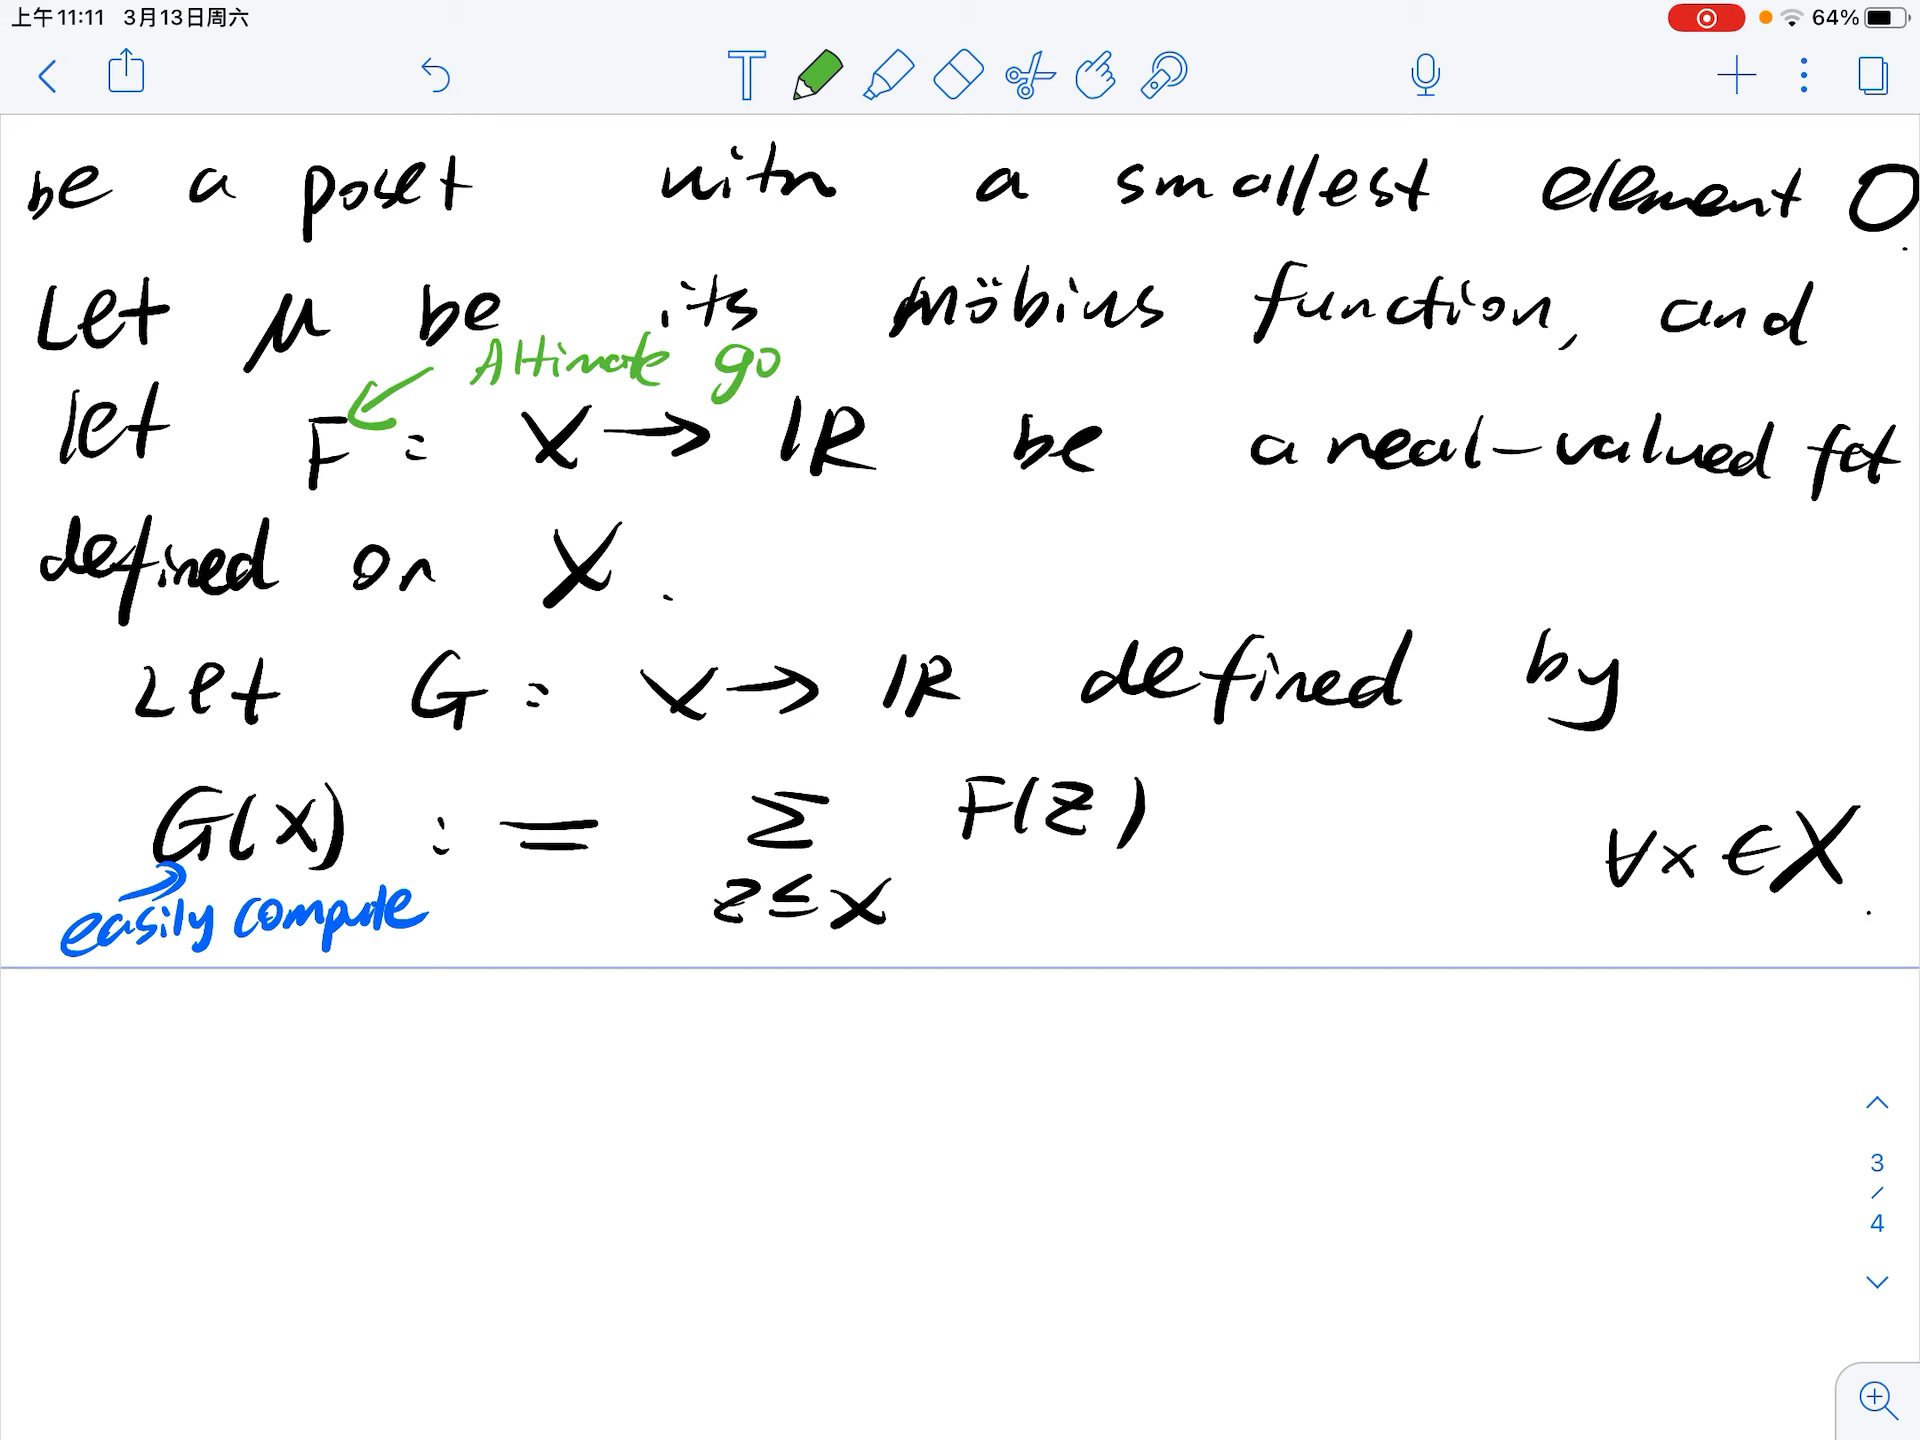 上午11:11 3月13日周六 64%
T
be a poset with a smallest element 0.
Let μ be its möbius function, and
Altimate go
let F: X → ℝ be a real-valued fct
defined on X.
Let G: X → ℝ defined by
G(x) := Σ F(z) ∀x ∈ X.
z ≤ x
easily compute
3
/
4